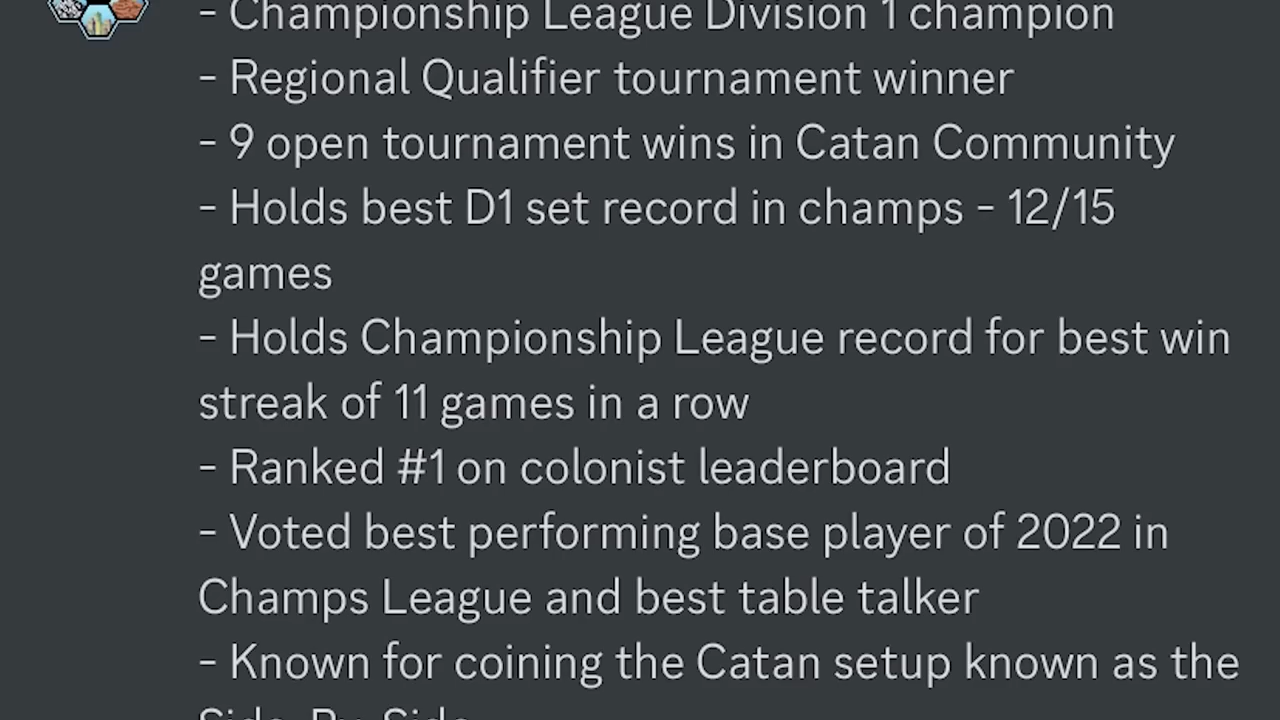 - Championship League Division 1 champion
- Regional Qualifier tournament winner
- 9 open tournament wins in Catan Community
- Holds best D1 set record in champs - 12/15
games
- Holds Championship League record for best win
streak of 11 games in a row
- Ranked #1 on colonist leaderboard
- Voted best performing base player of 2022 in
Champs League and best table talker
- Known for coining the Catan setup known as the
Side-By-Side